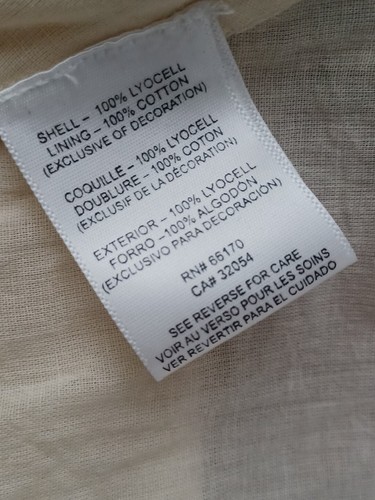 SHELL – 100% LYOCELL
LINING – 100% COTTON
(EXCLUSIVE OF DECORATION)
COQUILLE – 100% LYOCELL
DOUBLURE – 100% COTON
(EXCLUSIF DE LA DÉCORATION)
EXTERIOR – 100% LYOCELL
FORRO –100% ALGODON
(EXCLUSIVO PARA DECORACIÓN)
RN# 66170
CA# 32054
SEE REVERSE FOR CARE
VOIR AU VERSO POUR LES SOINS
VER REVERTIR PARA EL CUIDADO